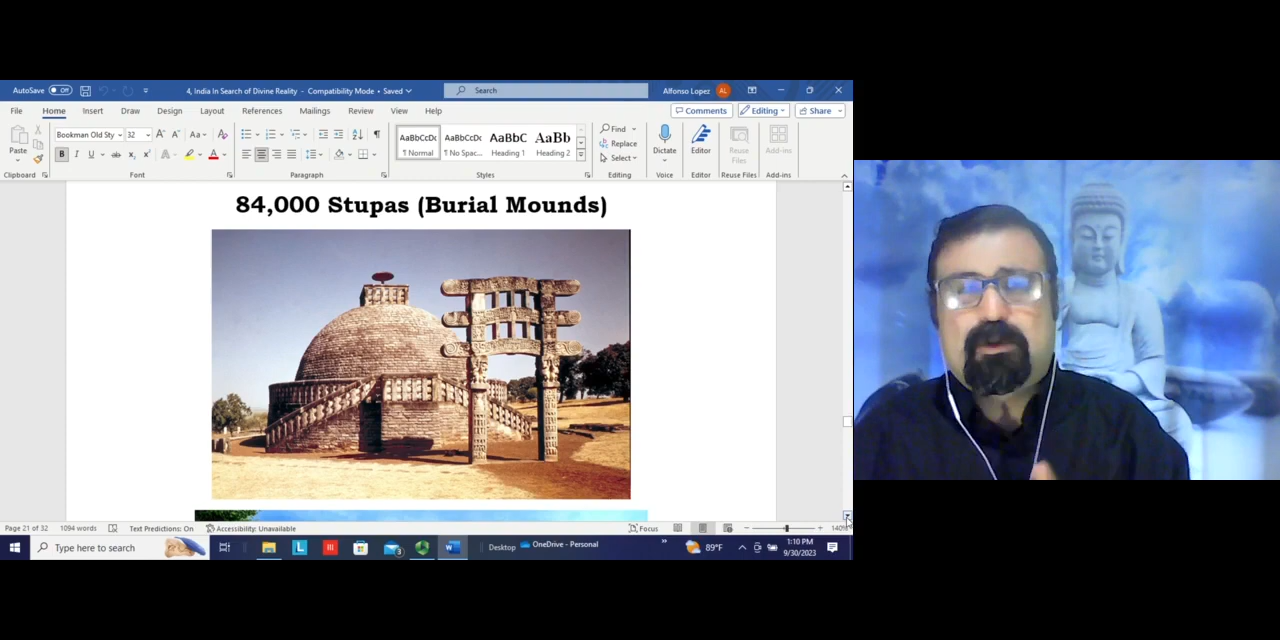 AutoSave Off
4, India In Search of Divine Reality - Compatibility Mode • Saved
Search
Alfonso Lopez AL
File Home Insert Draw Design Layout References Mailings Review View Help
Comments Editing Share
Paste
Bookman Old Sty 32
AaBbCcDc AaBbCcDc AaBbC AaBb
¶ Normal ¶ No Spac... Heading 1 Heading 2
Find
Replace
Select
Dictate
Editor
Reuse Files
Add-ins
Clipboard Font Paragraph Styles Editing Voice Editor Reuse Files Add-ins
84,000 Stupas (Burial Mounds)
Page 21 of 32 1094 words Text Predictions: On Accessibility: Unavailable Focus 140%
Type here to search
3
Desktop OneDrive - Personal
89°F
1:10 PM
9/30/2023